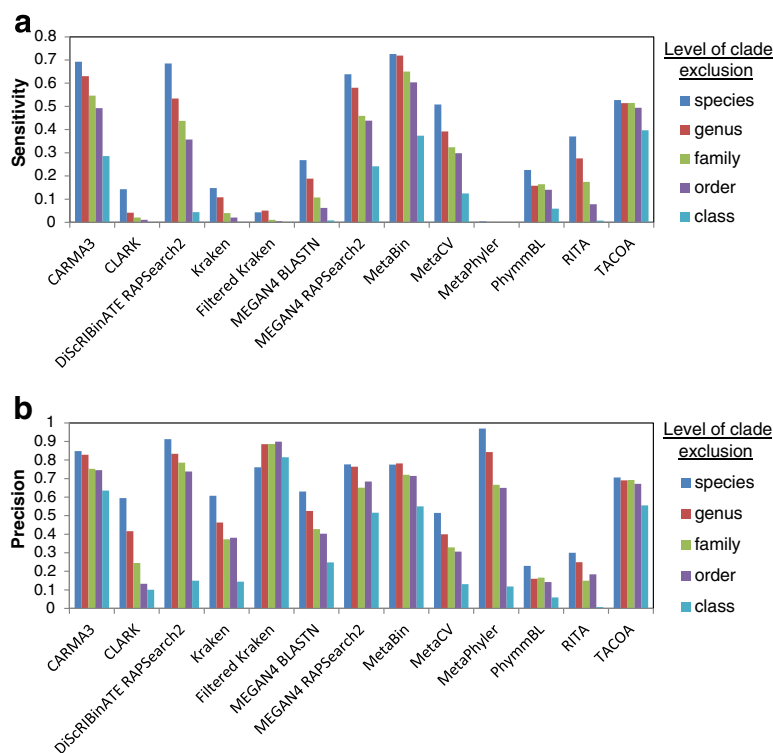 a
Level of clade
exclusion
species
genus
family
order
class
Sensitivity
0.8
0.7
0.6
0.5
0.4
0.3
0.2
0.1
0
CARMA3
CLARK
DiScRIBinATE RAPSearch2
Kraken
Filtered Kraken
MEGAN4 BLASTN
MEGAN4 RAPSearch2
MetaBin
MetaCV
MetaPhyler
PhymmBL
RITA
TACOA
b
Level of clade
exclusion
species
genus
family
order
class
Precision
1
0.9
0.8
0.7
0.6
0.5
0.4
0.3
0.2
0.1
0
CARMA3
CLARK
DiScRIBinATE RAPSearch2
Kraken
Filtered Kraken
MEGAN4 BLASTN
MEGAN4 RAPSearch2
MetaBin
MetaCV
MetaPhyler
PhymmBL
RITA
TACOA